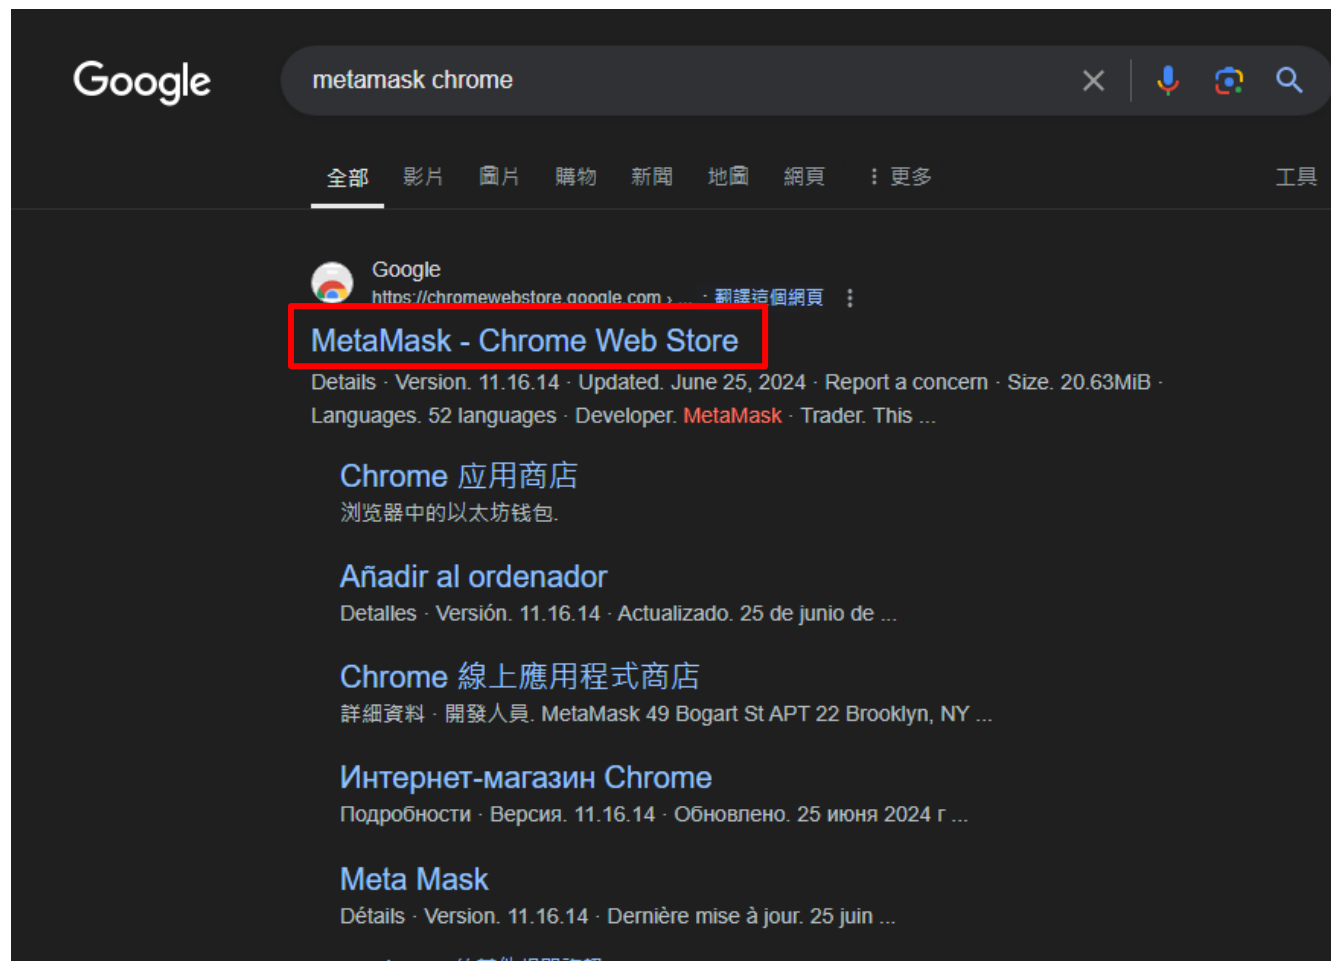 Google
metamask chrome
全部 影片 圖片 購物 新聞 地圖 網頁 ⋮ 更多 工具
Google
https://chromewebstore.google.com › ... · 翻譯這個網頁
MetaMask - Chrome Web Store
Details · Version. 11.16.14 · Updated. June 25, 2024 · Report a concern · Size. 20.63MiB ·
Languages. 52 languages · Developer. MetaMask · Trader. This ...
Chrome 应用商店
浏览器中的以太坊钱包.
Añadir al ordenador
Detalles · Versión. 11.16.14 · Actualizado. 25 de junio de ...
Chrome 線上應用程式商店
詳細資料 · 開發人員. MetaMask 49 Bogart St APT 22 Brooklyn, NY ...
Интернет-магазин Chrome
Подробности · Версия. 11.16.14 · Обновлено. 25 июня 2024 г ...
Meta Mask
Détails · Version. 11.16.14 · Dernière mise à jour. 25 juin ...